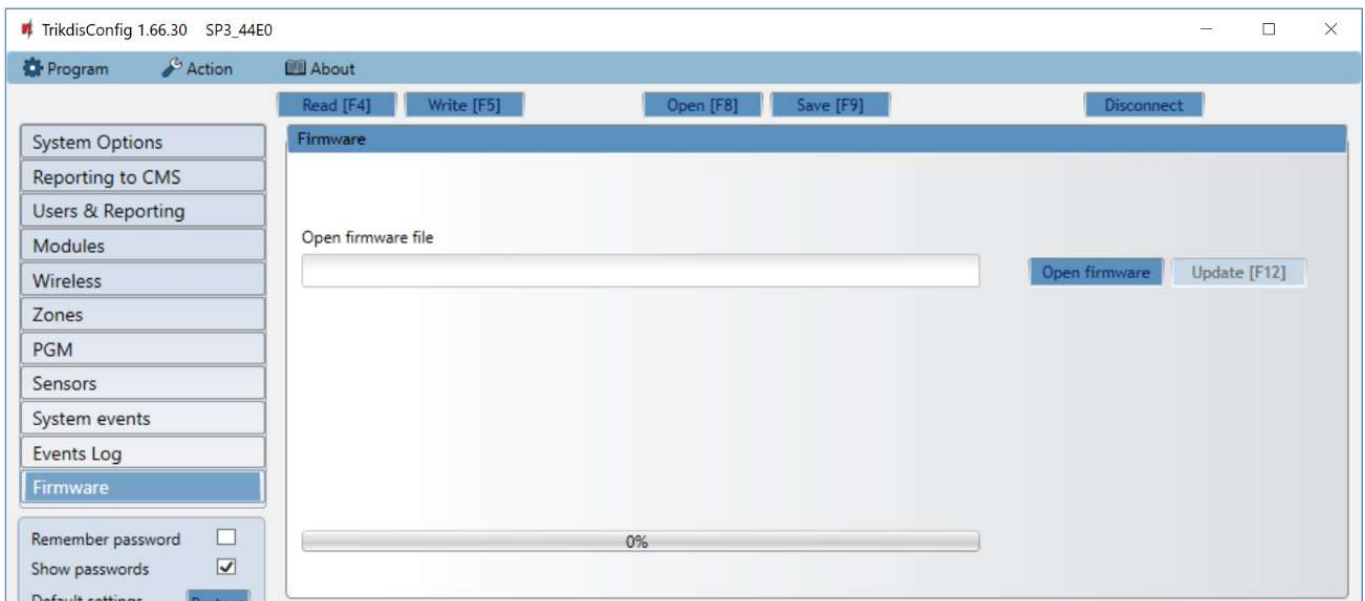 TrikdisConfig 1.66.30 SP3_44E0
Program Action About
Read [F4] Write [F5] Open [F8] Save [F9] Disconnect
System Options
Reporting to CMS
Users & Reporting
Modules
Wireless
Zones
PGM
Sensors
System events
Events Log
Firmware
Remember password
Show passwords
Default settings
Firmware
Open firmware file
Open firmware Update [F12]
0%